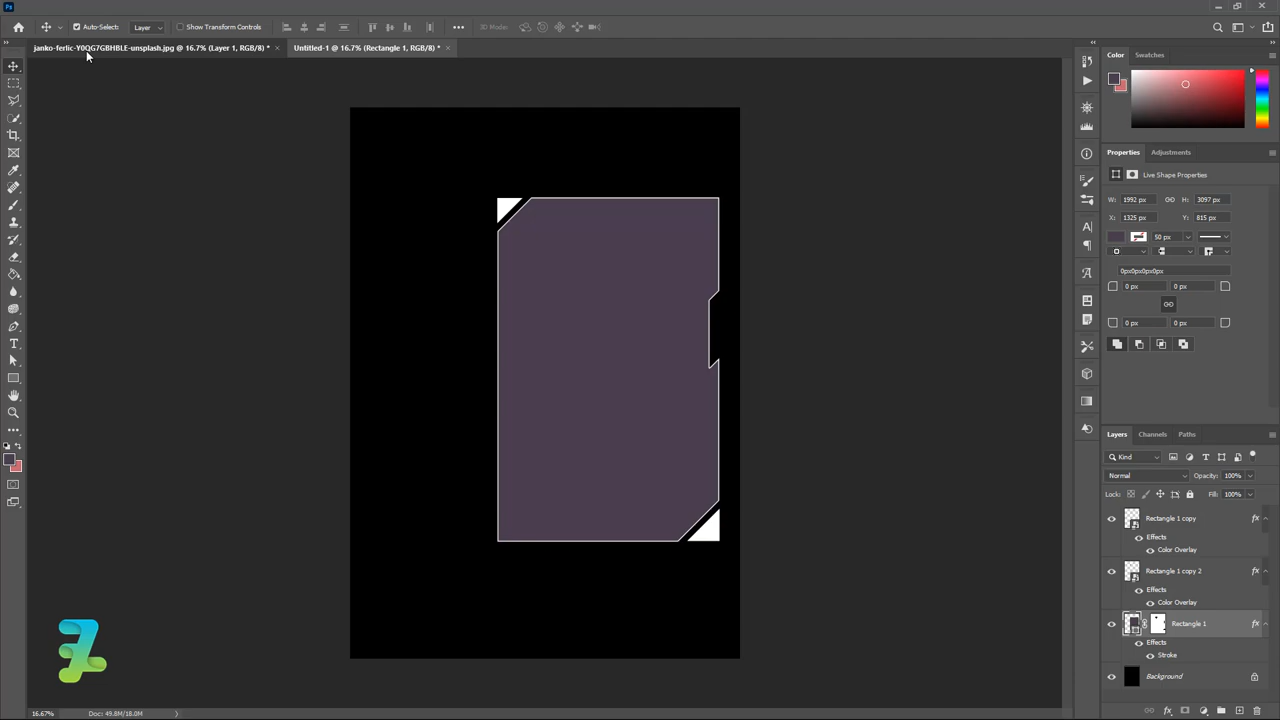 Ps
Auto-Select:
Layer
Show Transform Controls
3D Mode:
janko-ferlic-Y0QG7GBHBLE-unsplash.jpg @ 16.7% (Layer 1, RGB/8) *
Untitled-1 @ 16.7% (Rectangle 1, RGB/8) *
Color
Swatches
Properties
Adjustments
Live Shape Properties
W: 1992 px
H: 3097 px
X: 1325 px
Y: 815 px
50 px
0px0px0px0px
0 px
0 px
0 px
0 px
Layers
Channels
Paths
Kind
Normal
Opacity: 100%
Lock:
Fill: 100%
Rectangle 1 copy
fx
Effects
Color Overlay
Rectangle 1 copy 2
fx
Effects
Color Overlay
Rectangle 1
fx
Effects
Stroke
Background
16.67%
Doc: 49.8M/18.0M